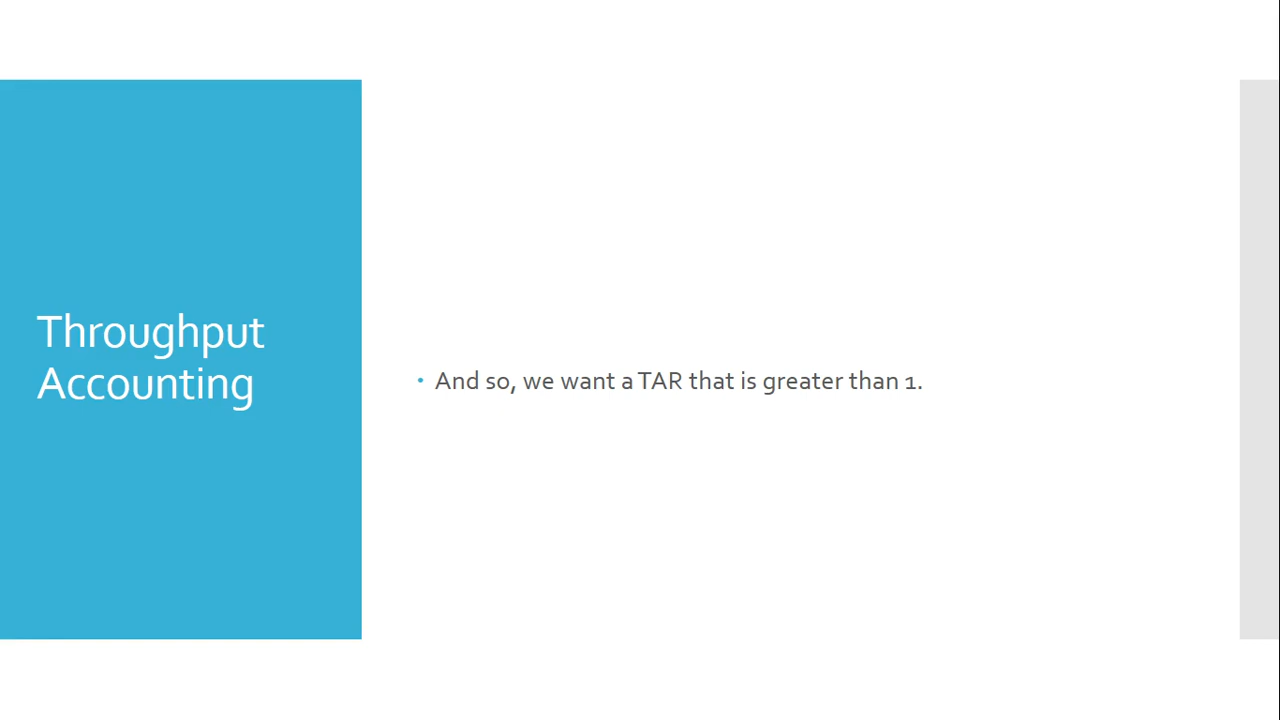 Throughput
Accounting
• And so, we want a TAR that is greater than 1.